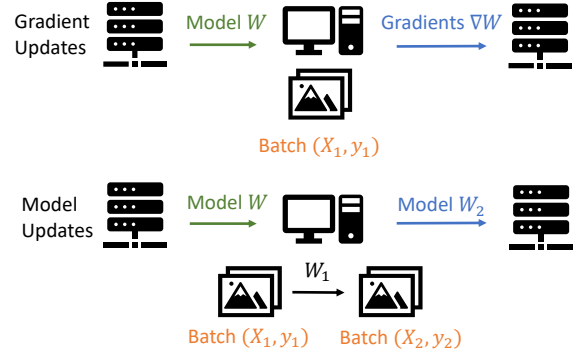 Gradient Updates
Model W
Gradients ∇W
Batch (X₁, y₁)
Model Updates
Model W
Model W₂
W₁
Batch (X₁, y₁)
Batch (X₂, y₂)